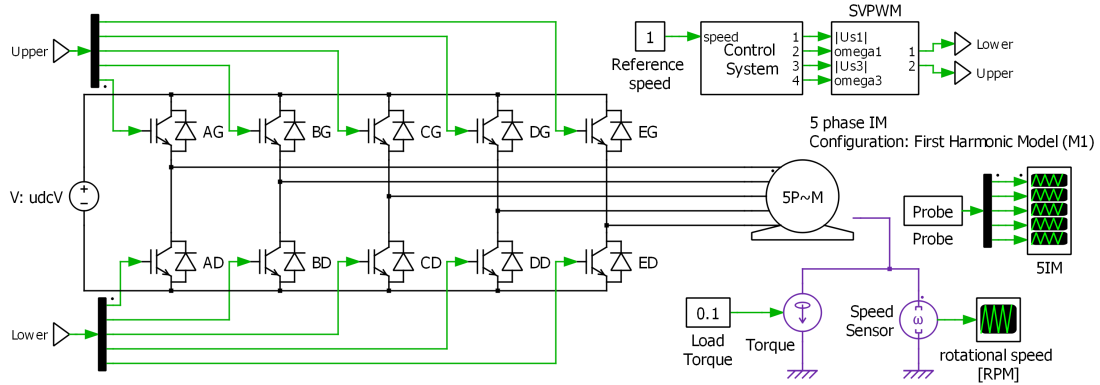 SVPWM
Upper
1
speed
Control
System
1
2
3
4
|Us1|
omega1
|Us3|
omega3
1
2
Lower
Upper
Reference
speed
AG
BG
CG
DG
EG
5 phase IM
Configuration: First Harmonic Model (M1)
V: udcV
5P~M
Probe
Probe
5IM
AD
BD
CD
DD
ED
Lower
0.1
Load
Torque
Torque
Speed
Sensor
ω
rotational speed
[RPM]